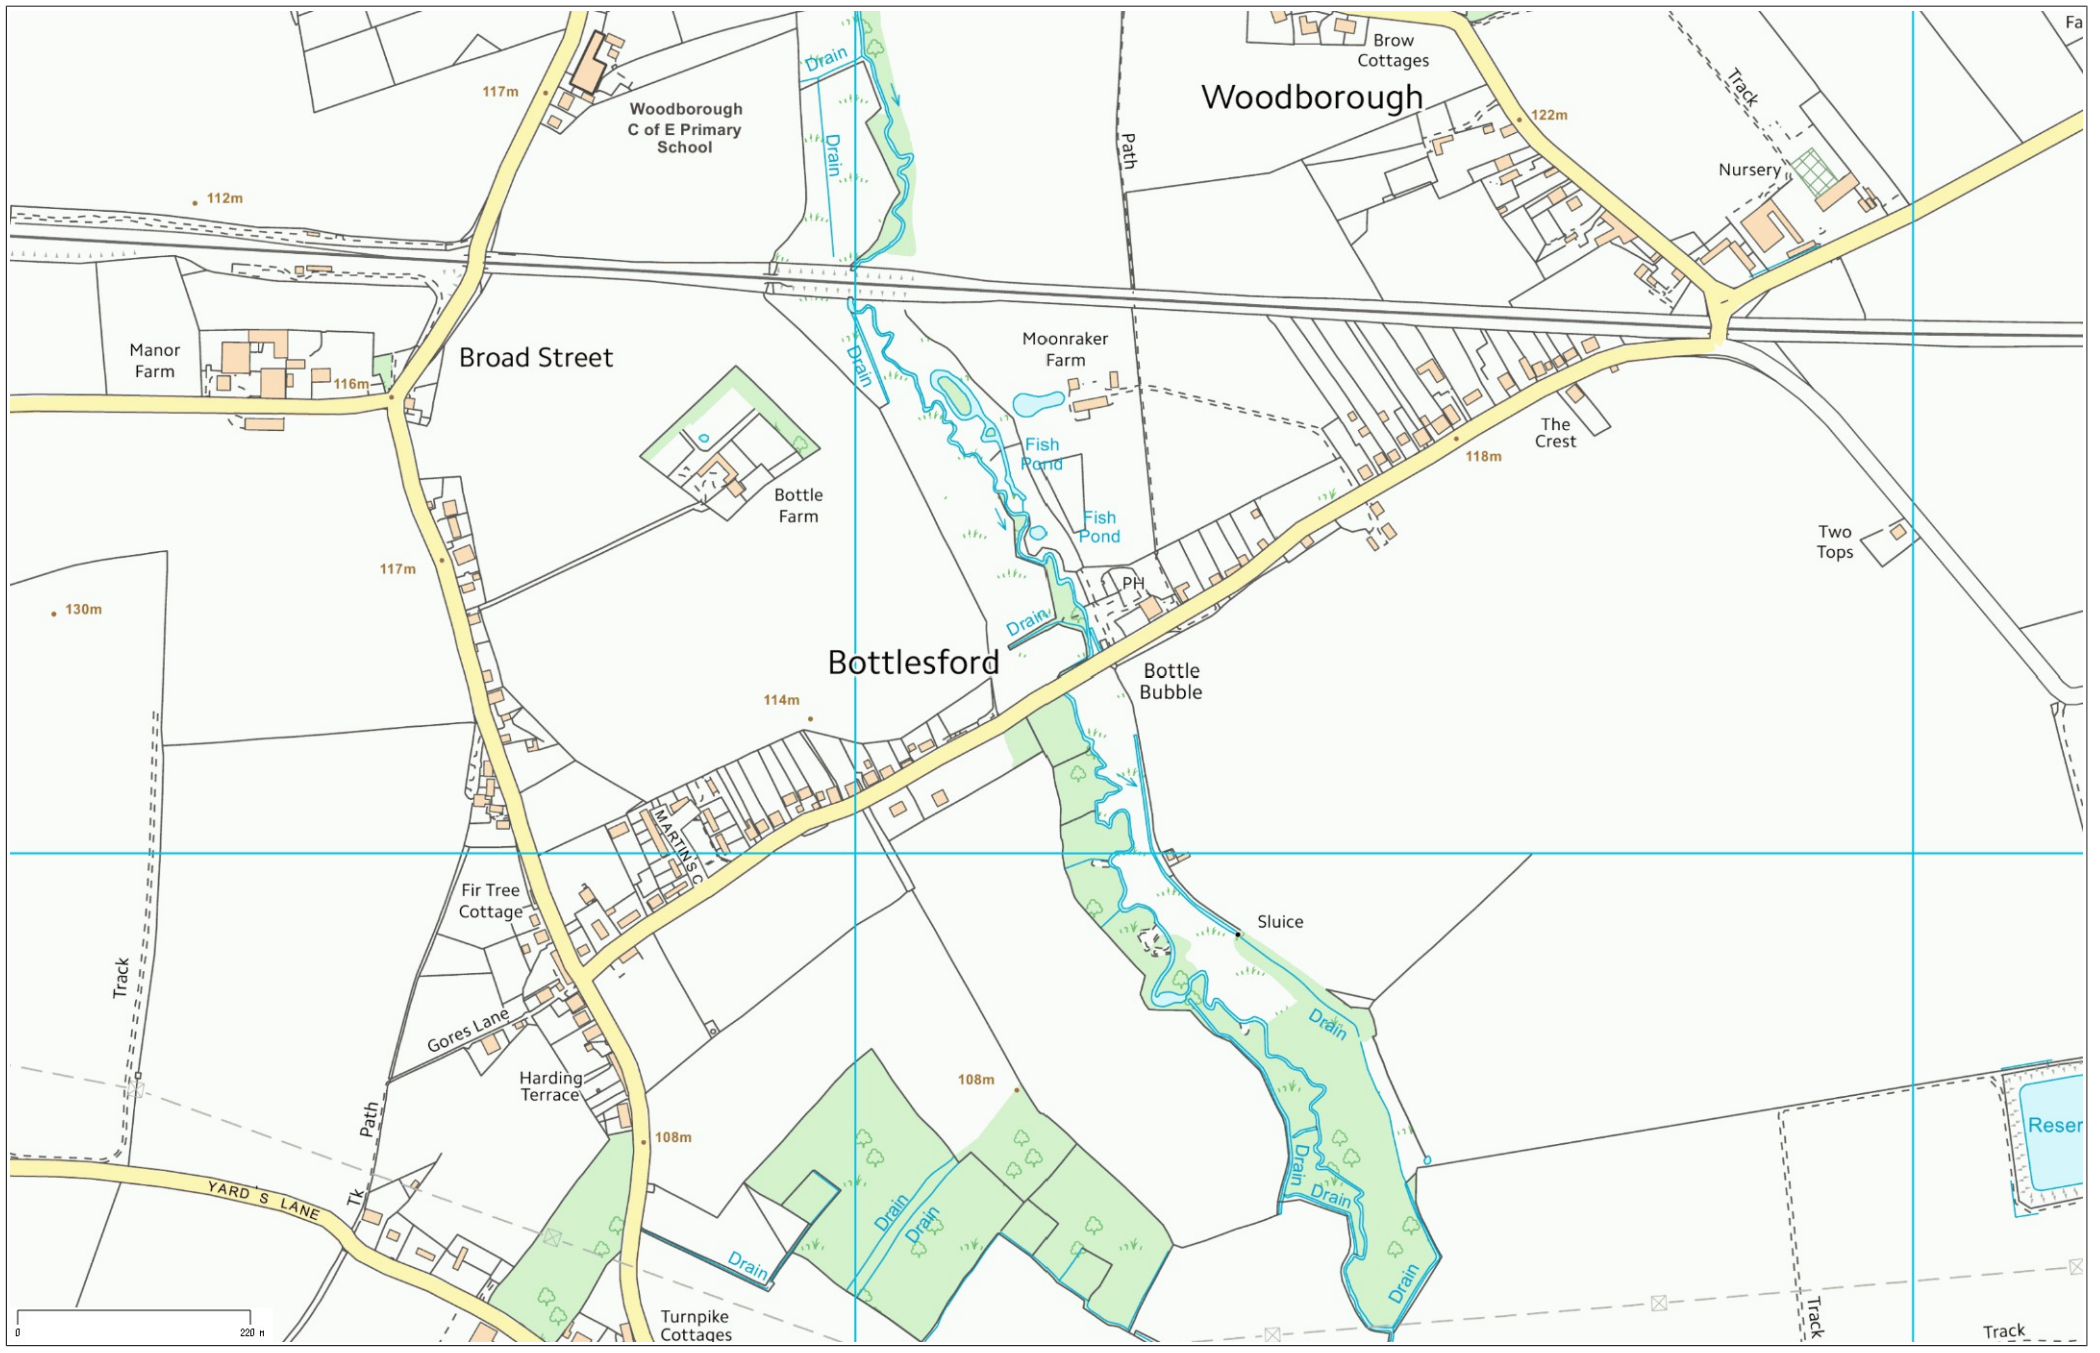 Brow
Cottages
Fa
Woodborough
Track
117m
Woodborough
C of E Primary
School
Drain
Drain
Path
122m
Nursery
112m
Manor
Farm
116m
Broad Street
Drain
Moonraker
Farm
Fish
Pond
The
Crest
118m
Bottle
Farm
Fish
Pond
Two
Tops
117m
130m
PH
Drain
Bottlesford
Bottle
Bubble
114m
MARTINS C
Fir Tree
Cottage
Sluice
Track
Gores Lane
Drain
Harding
Terrace
108m
Path
108m
Reser
Tk
YARD'S LANE
Drain
Drain
Drain
Drain
Drain
Drain
Turnpike
Cottages
Track
Track
0
220 m